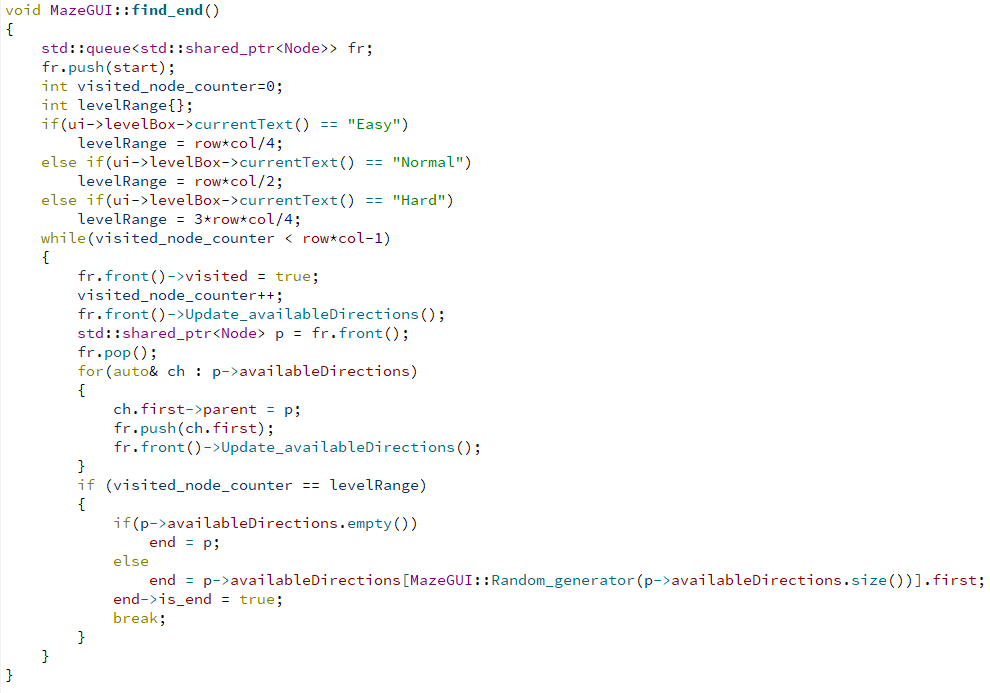 void MazeGUI::find_end()
{
    std::queue<std::shared_ptr<Node>> fr;
    fr.push(start);
    int visited_node_counter=0;
    int levelRange{};
    if(ui->levelBox->currentText() == "Easy")
        levelRange = row*col/4;
    else if(ui->levelBox->currentText() == "Normal")
        levelRange = row*col/2;
    else if(ui->levelBox->currentText() == "Hard")
        levelRange = 3*row*col/4;
    while(visited_node_counter < row*col-1)
    {
        fr.front()->visited = true;
        visited_node_counter++;
        fr.front()->Update_availableDirections();
        std::shared_ptr<Node> p = fr.front();
        fr.pop();
        for(auto& ch : p->availableDirections)
        {
            ch.first->parent = p;
            fr.push(ch.first);
            fr.front()->Update_availableDirections();
        }
        if (visited_node_counter == levelRange)
        {
            if(p->availableDirections.empty())
                end = p;
            else
                end = p->availableDirections[MazeGUI::Random_generator(p->availableDirections.size())].first;
            end->is_end = true;
            break;
        }
    }
}